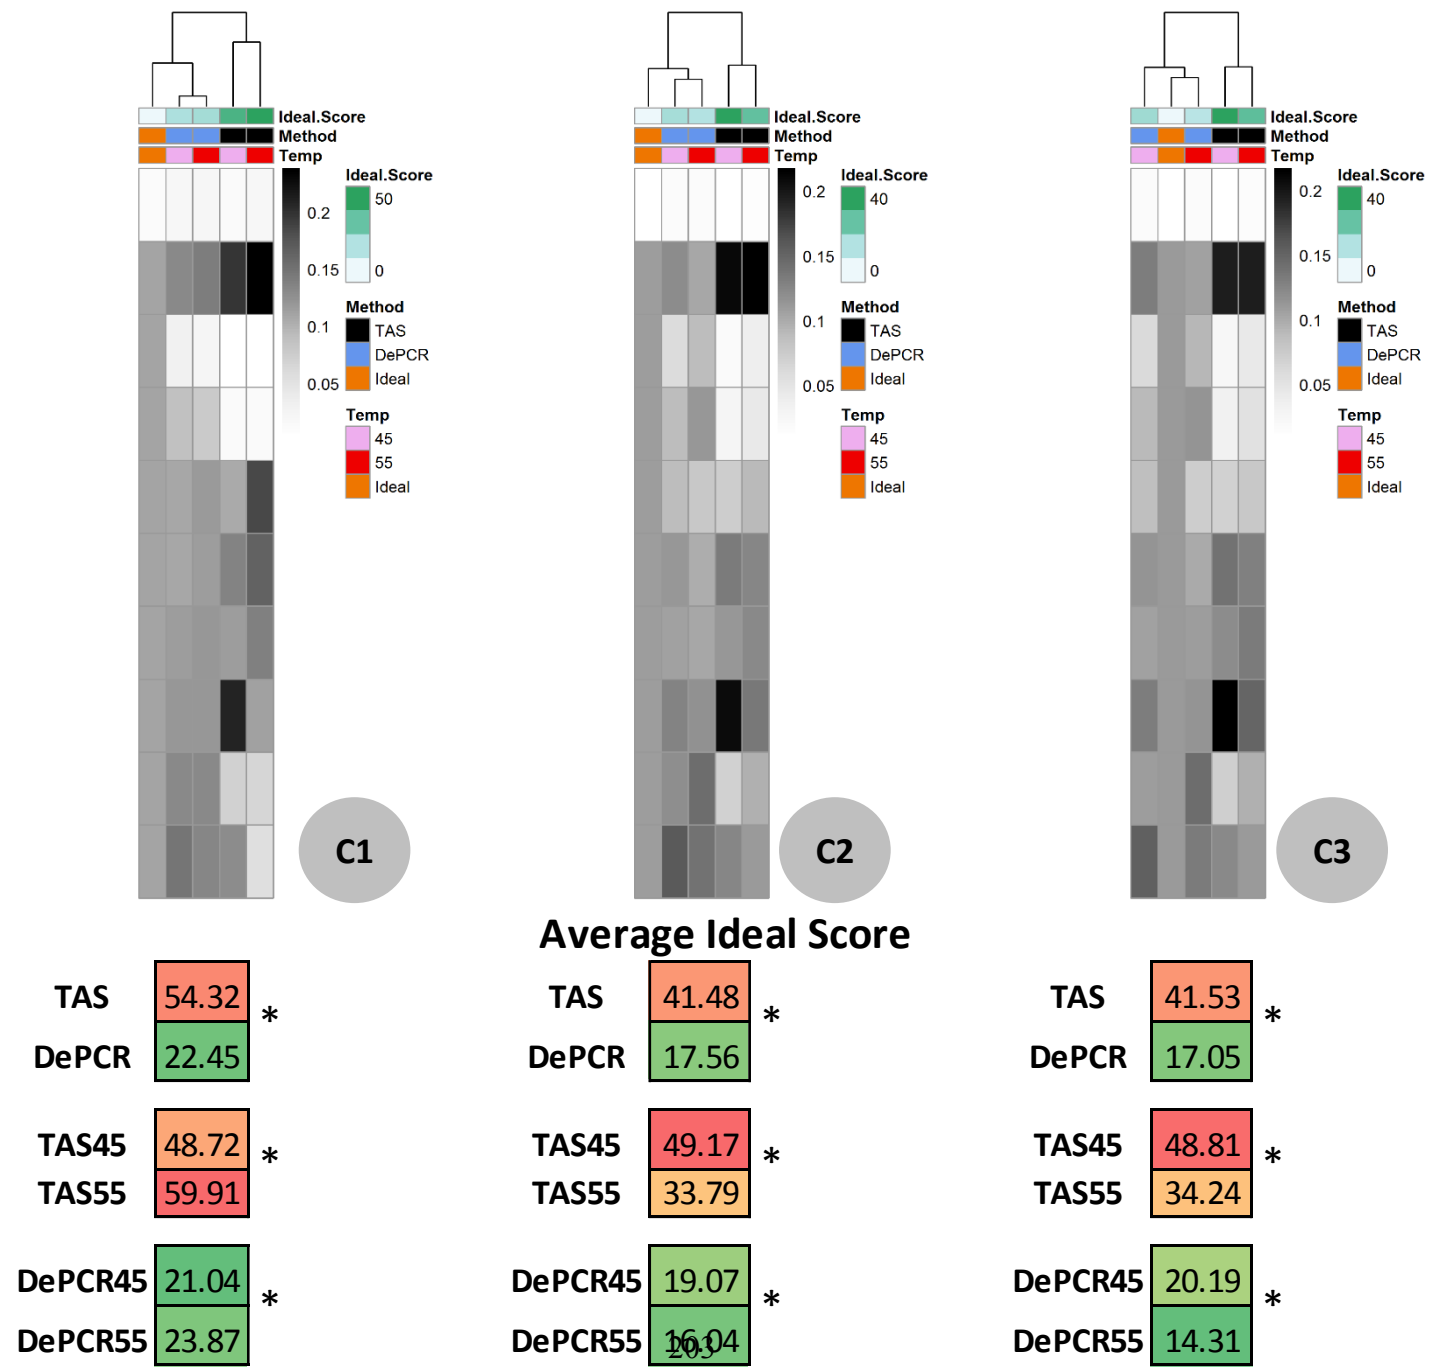 Ideal.Score
Method
Temp
Ideal.Score
50
0
0.2
0.15
0.1
0.05
Method
TAS
DePCR
Ideal
Temp
45
55
Ideal
C1
Ideal.Score
Method
Temp
Ideal.Score
40
0
0.2
0.15
0.1
0.05
Method
TAS
DePCR
Ideal
Temp
45
55
Ideal
C2
Ideal.Score
Method
Temp
Ideal.Score
40
0
0.2
0.15
0.1
0.05
Method
TAS
DePCR
Ideal
Temp
45
55
Ideal
C3
Average Ideal Score
TAS 54.32 *
DePCR 22.45
TAS45 48.72 *
TAS55 59.91
DePCR45 21.04 *
DePCR55 23.87
TAS 41.48 *
DePCR 17.56
TAS45 49.17 *
TAS55 33.79
DePCR45 19.07 *
DePCR55 16.04
203
TAS 41.53 *
DePCR 17.05
TAS45 48.81 *
TAS55 34.24
DePCR45 20.19 *
DePCR55 14.31